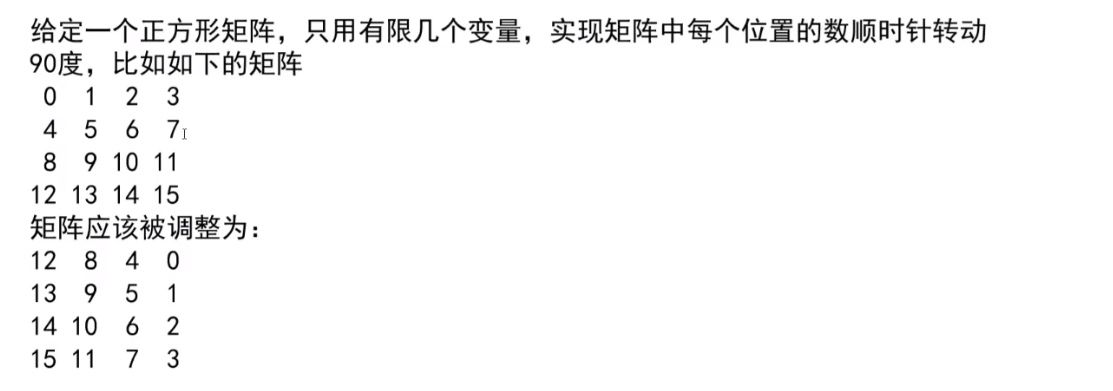 给定一个正方形矩阵，只用有限几个变量，实现矩阵中每个位置的数顺时针转动
90度，比如如下的矩阵
0 1 2 3
4 5 6 7
8 9 10 11
12 13 14 15
矩阵应该被调整为：
12 8 4 0
13 9 5 1
14 10 6 2
15 11 7 3